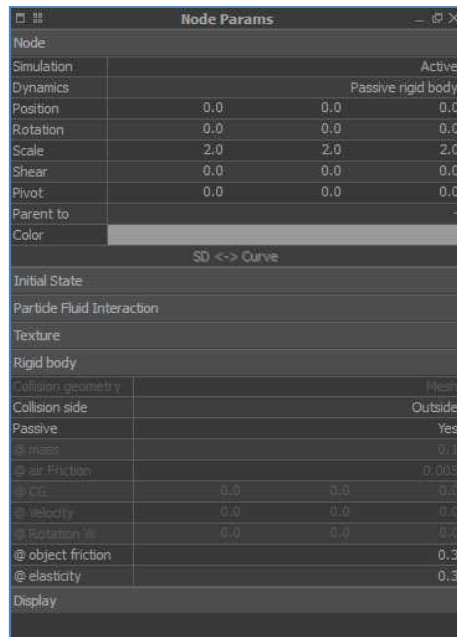 Node Params
Node
Simulation Active
Dynamics Passive rigid body
Position 0.0 0.0 0.0
Rotation 0.0 0.0 0.0
Scale 2.0 2.0 2.0
Shear 0.0 0.0 0.0
Pivot 0.0 0.0 0.0
Parent to -
Color
SD <-> Curve
Initial State
Particle Fluid Interaction
Texture
Rigid body
Collision geometry Mesh
Collision side Outside
Passive Yes
@ mass 0.1
@ air Friction 0.005
@ CG 0.0 0.0 0.0
@ Velocity 0.0 0.0 0.0
@ Rotation 0.0 0.0 0.0
@ object friction 0.3
@ elasticity 0.3
Display